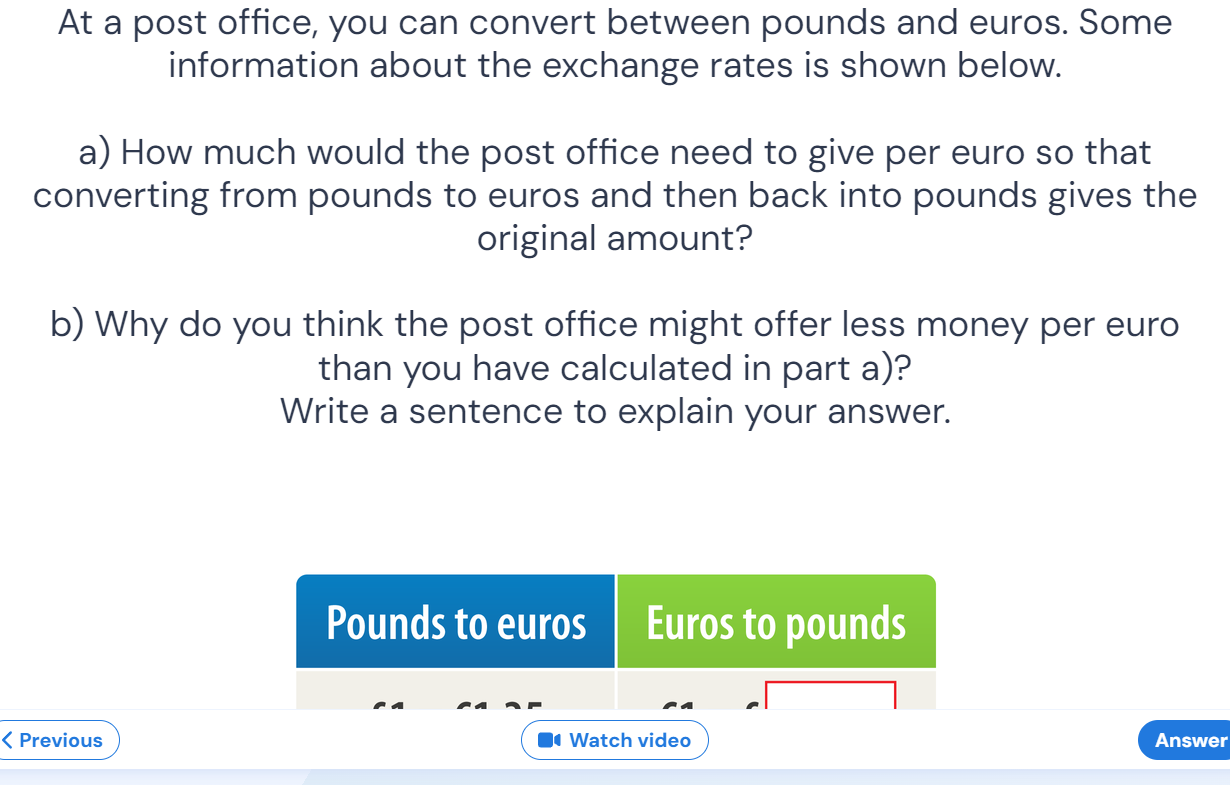 At a post office, you can convert between pounds and euros. Some
information about the exchange rates is shown below.
a) How much would the post office need to give per euro so that
converting from pounds to euros and then back into pounds gives the
original amount?
b) Why do you think the post office might offer less money per euro
than you have calculated in part a)?
Write a sentence to explain your answer.
Pounds to euros
Euros to pounds
Previous
Watch video
Answer